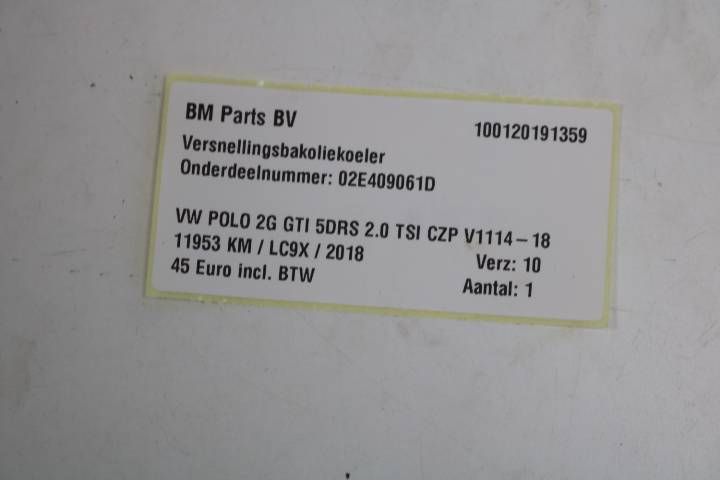 BM Parts BV 100120191359
Versnellingsbakoliekoeler
Onderdeelnummer: 02E409061D
VW POLO 2G GTI 5DRS 2.0 TSI CZP V1114-18
11953 KM / LC9X / 2018 Verz: 10
45 Euro incl. BTW Aantal: 1